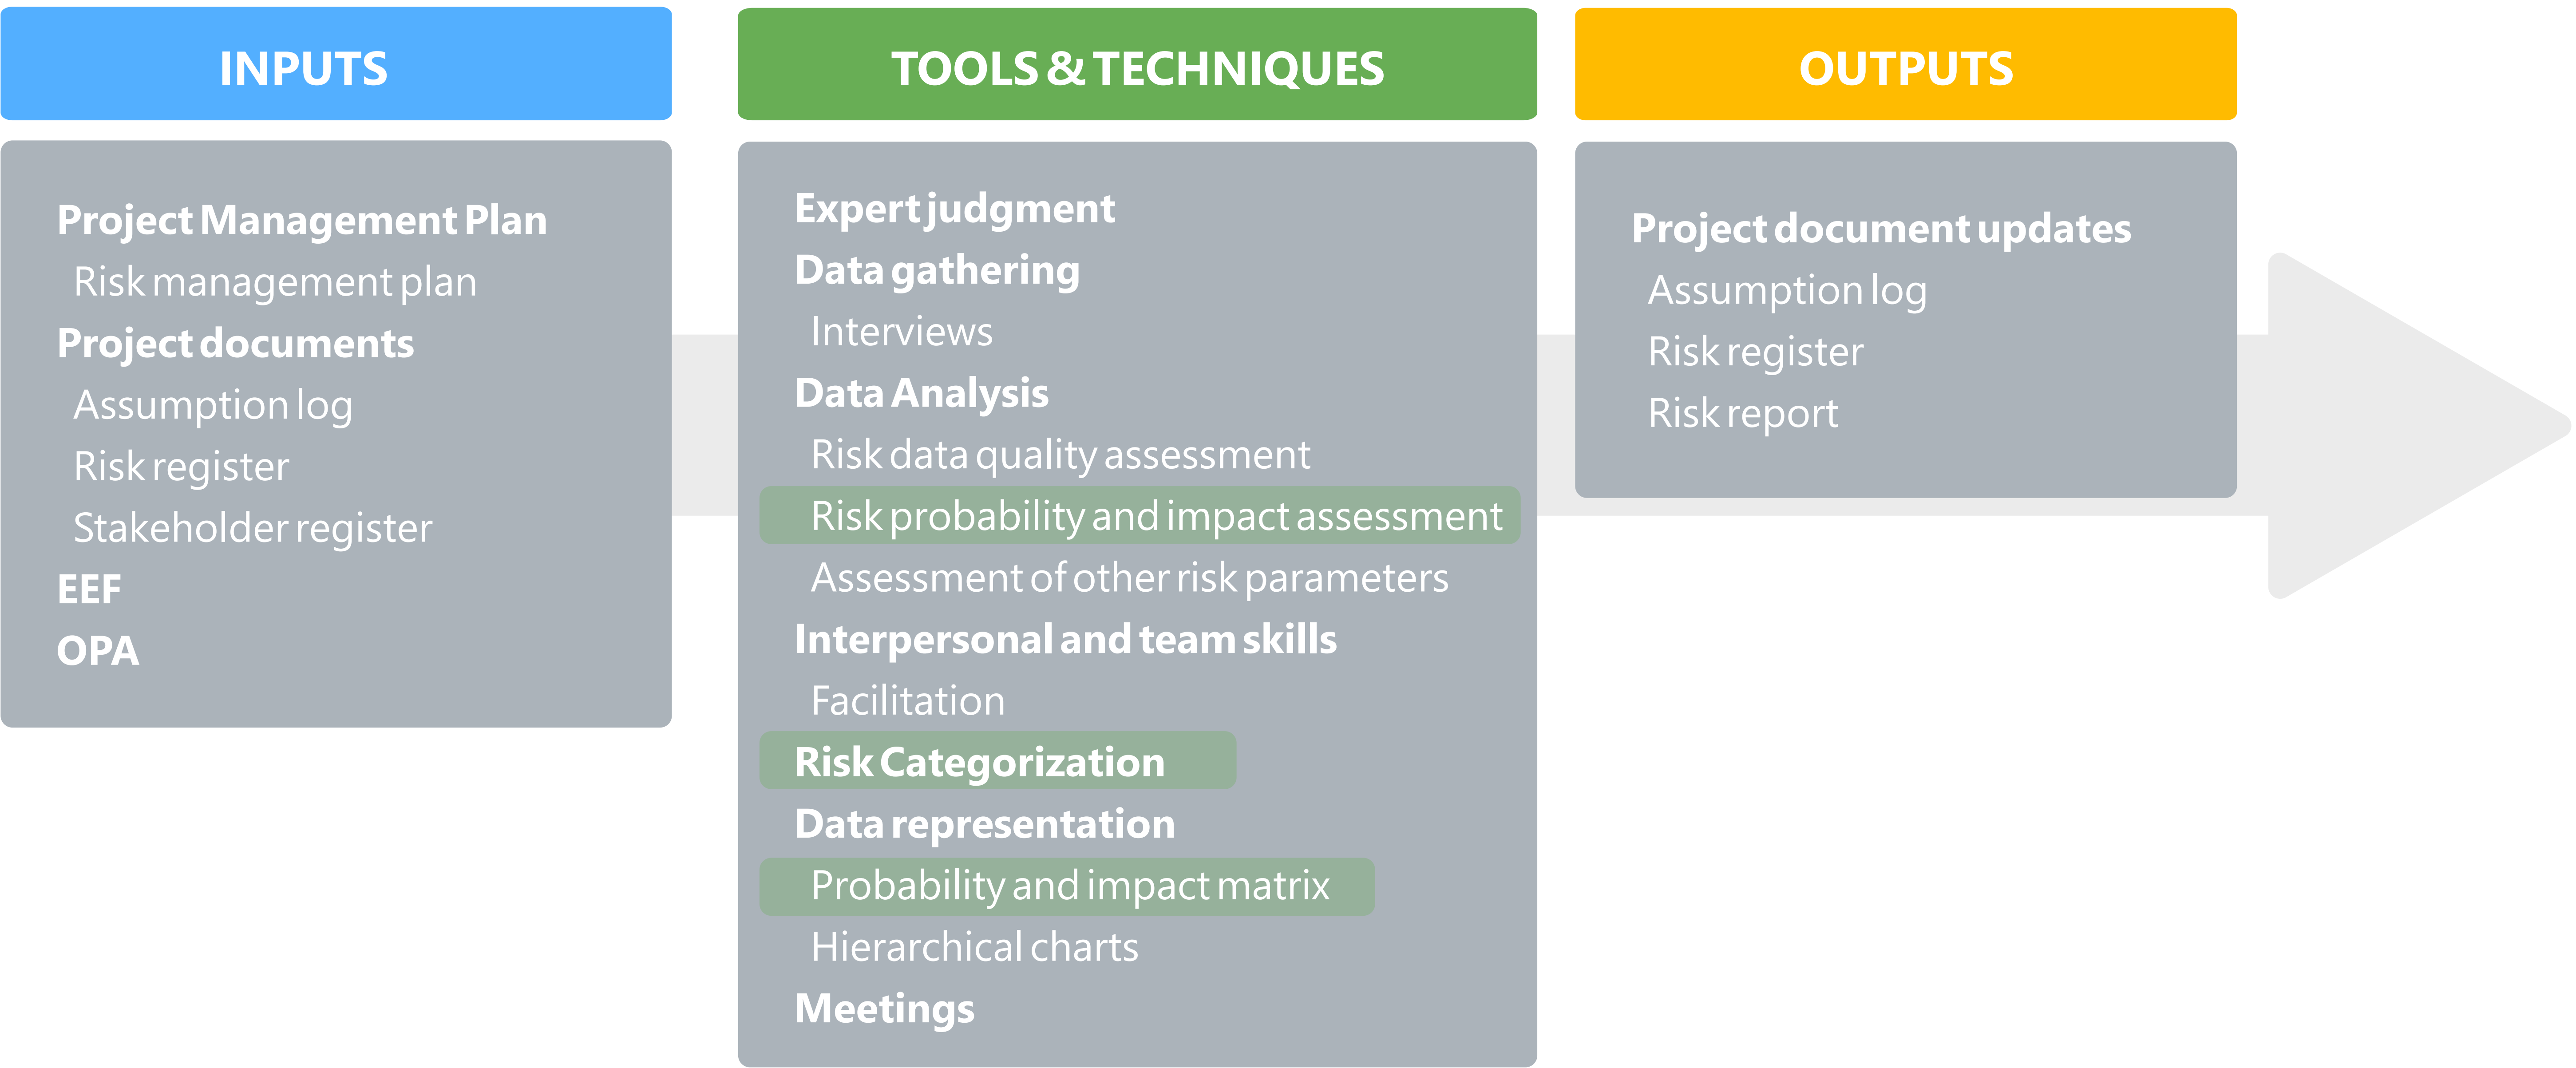 INPUTS
Project Management Plan
Risk management plan
Project documents
Assumption log
Risk register
Stakeholder register
EEF
OPA
TOOLS & TECHNIQUES
Expert judgment
Data gathering
Interviews
Data Analysis
Risk data quality assessment
Risk probability and impact assessment
Assessment of other risk parameters
Interpersonal and team skills
Facilitation
Risk Categorization
Data representation
Probability and impact matrix
Hierarchical charts
Meetings
OUTPUTS
Project document updates
Assumption log
Risk register
Risk report